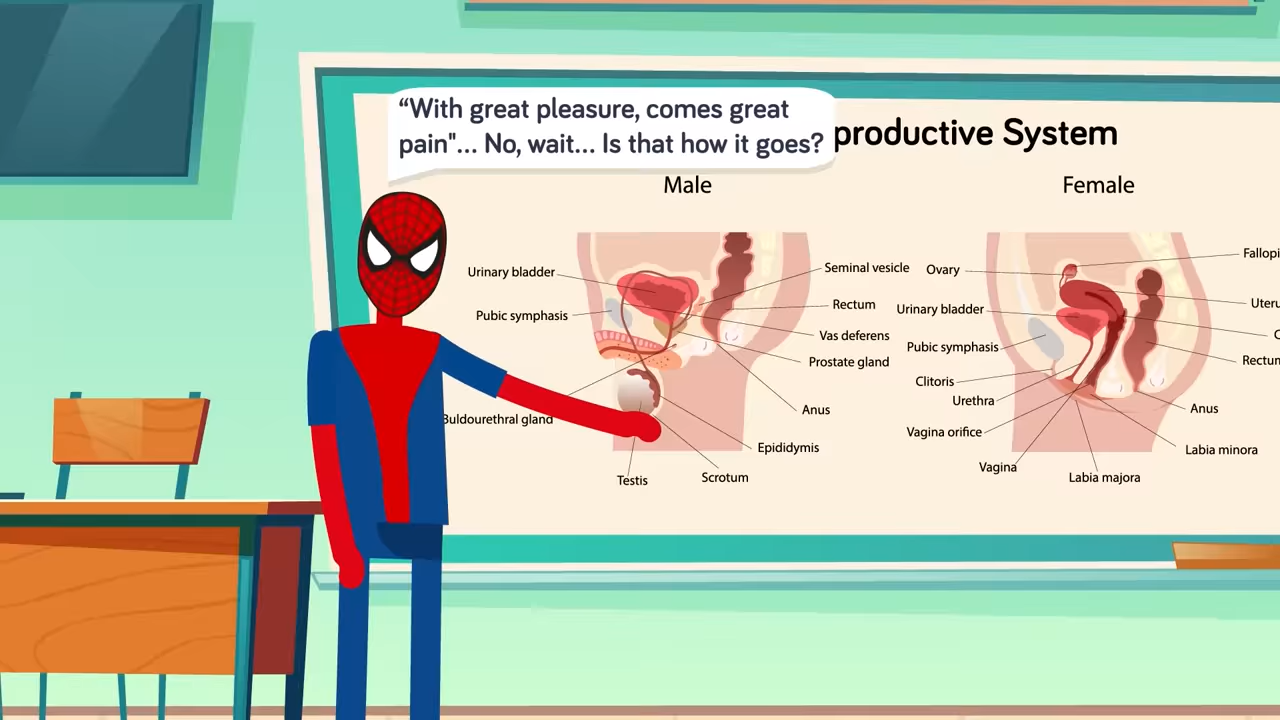 “With great pleasure, comes great
pain"... No, wait... Is that how it goes?
productive System
Male
Female
Urinary bladder
Pubic symphasis
Buldourethral gland
Testis
Scrotum
Epididymis
Anus
Prostate gland
Vas deferens
Rectum
Seminal vesicle
Ovary
Urinary bladder
Pubic symphasis
Clitoris
Urethra
Vagina orifice
Vagina
Labia majora
Labia minora
Anus
Rectum
C
Uteru
Fallopi